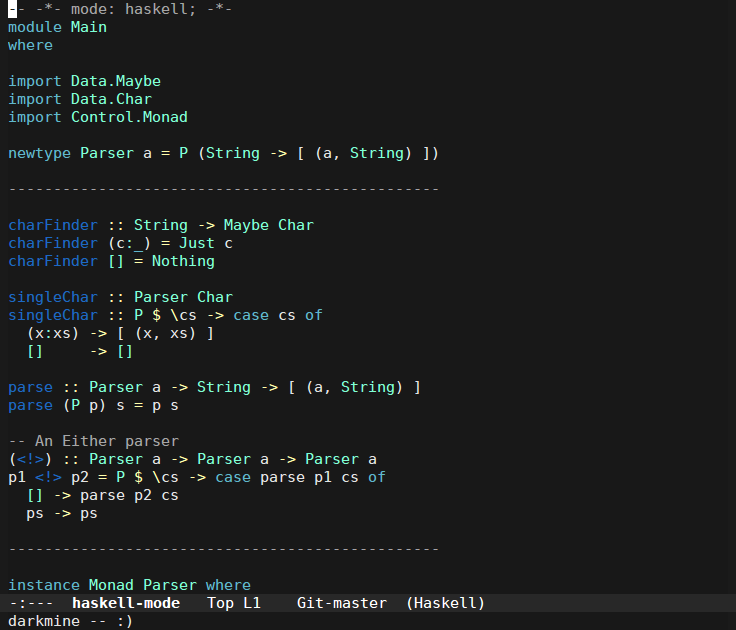 -- -*- mode: haskell; -*-
module Main
where
import Data.Maybe
import Data.Char
import Control.Monad
newtype Parser a = P (String -> [ (a, String) ])
------------------------------------------------
charFinder :: String -> Maybe Char
charFinder (c:_) = Just c
charFinder [] = Nothing
singleChar :: Parser Char
singleChar :: P $ \cs -> case cs of
  (x:xs) -> [ (x, xs) ]
  []     -> []
parse :: Parser a -> String -> [ (a, String) ]
parse (P p) s = p s
-- An Either parser
(<!>) :: Parser a -> Parser a -> Parser a
p1 <!> p2 = P $ \cs -> case parse p1 cs of
  [] -> parse p2 cs
  ps -> ps
------------------------------------------------
instance Monad Parser where
-:---  haskell-mode   Top L1    Git-master  (Haskell)
darkmine -- :)